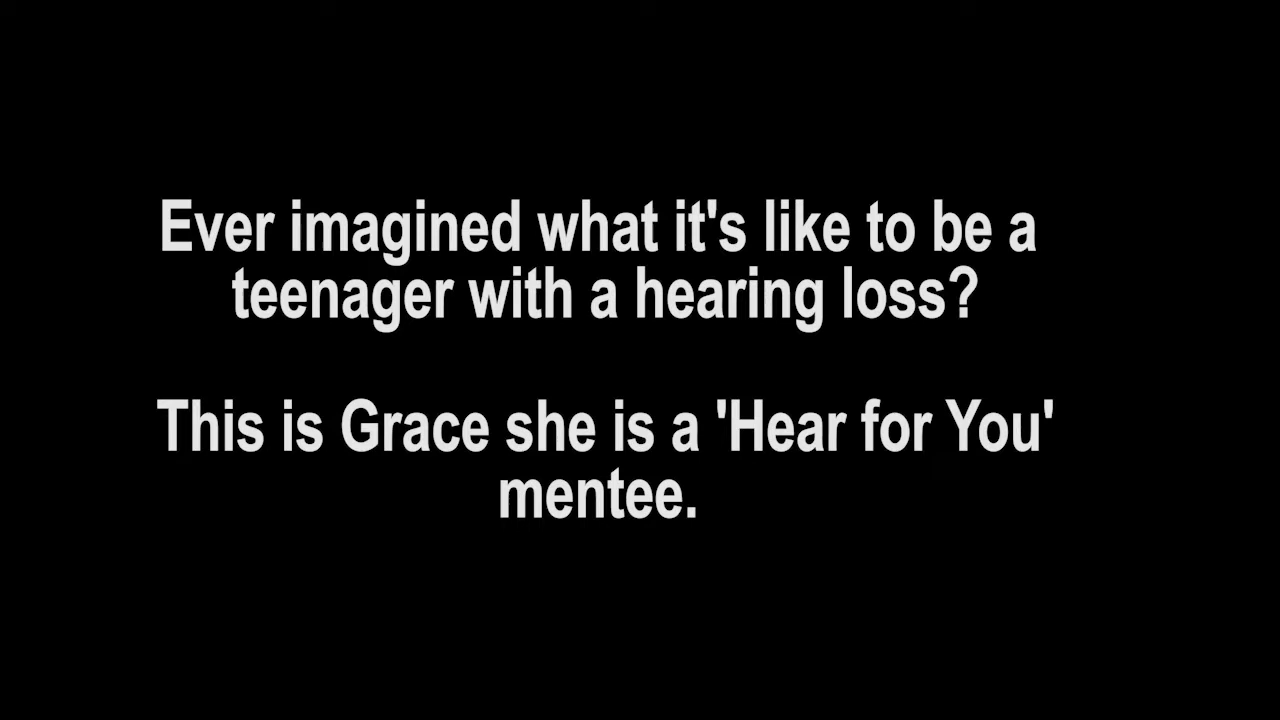 Ever imagined what it's like to be a
teenager with a hearing loss?
This is Grace she is a 'Hear for You'
mentee.